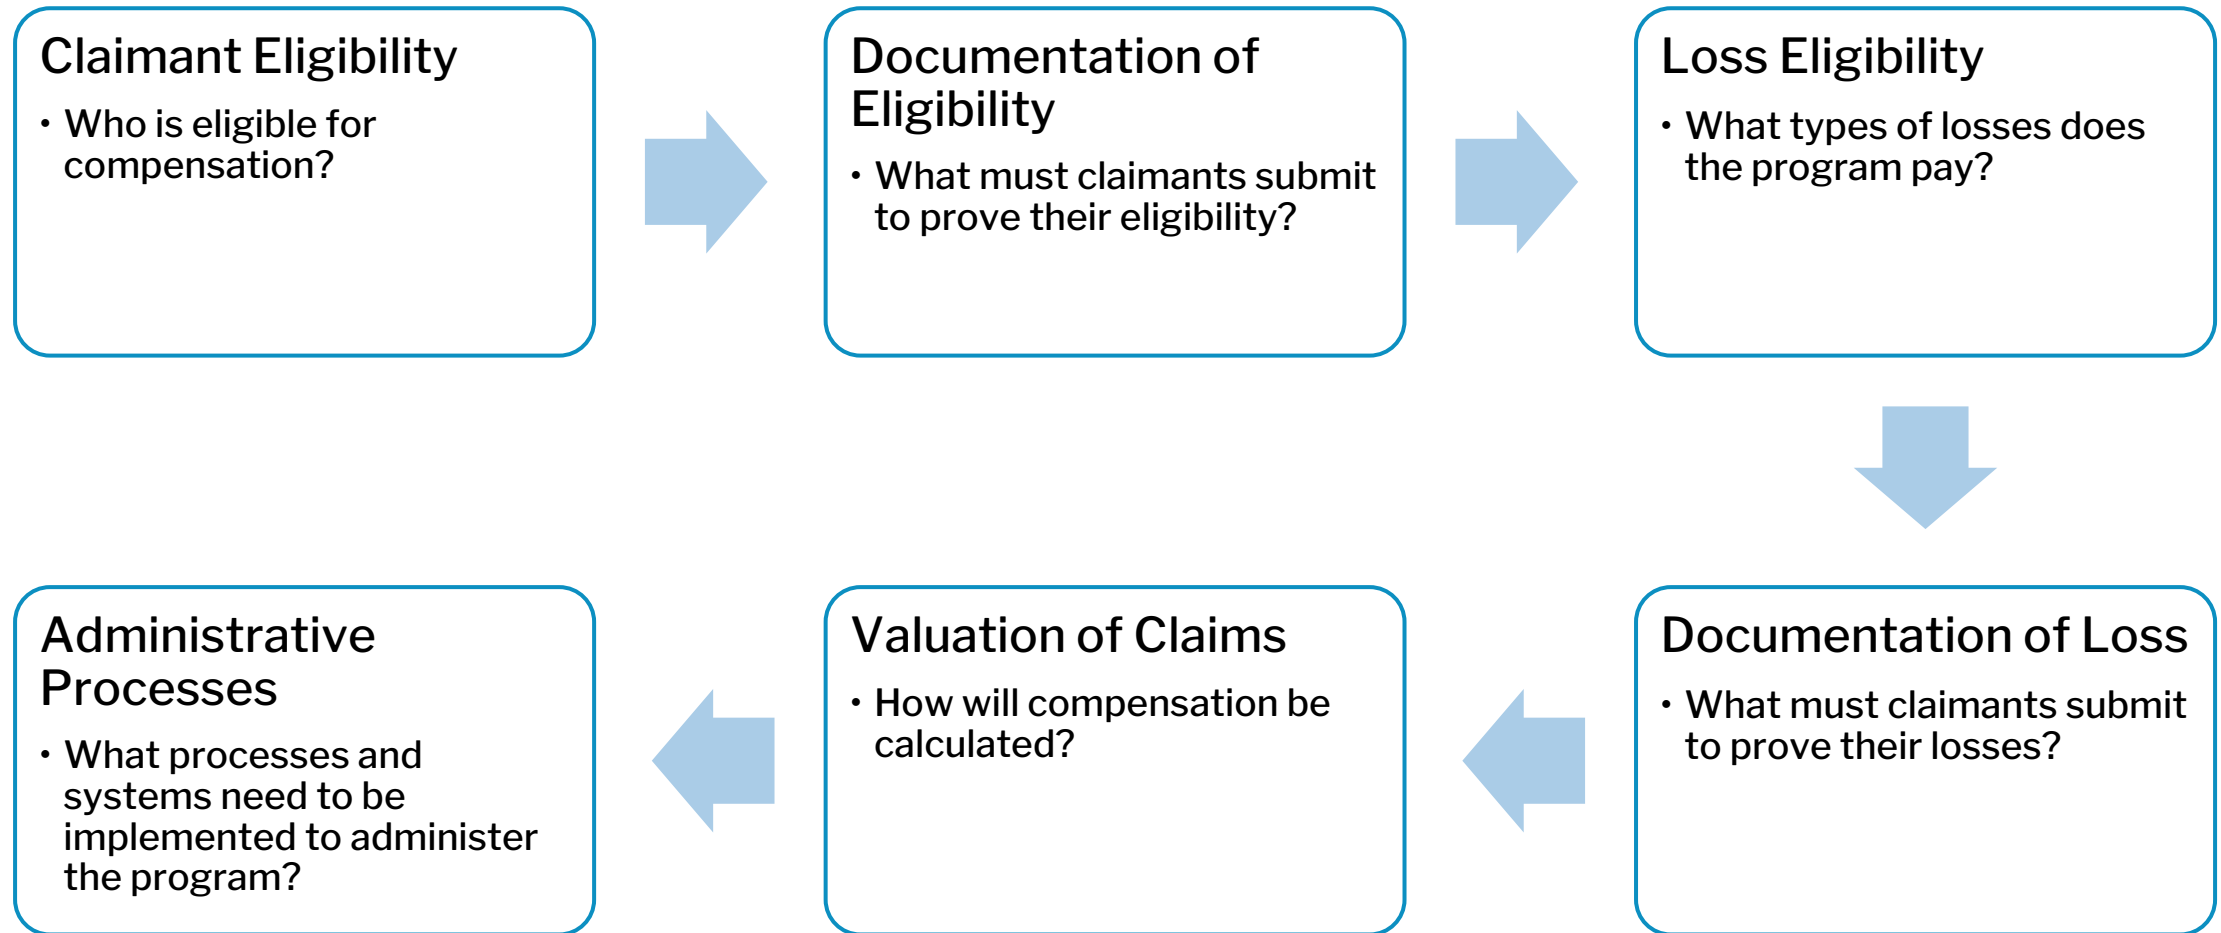 Claimant Eligibility
• Who is eligible for
compensation?
Documentation of
Eligibility
• What must claimants submit
to prove their eligibility?
Loss Eligibility
• What types of losses does
the program pay?
Documentation of Loss
• What must claimants submit
to prove their losses?
Valuation of Claims
• How will compensation be
calculated?
Administrative
Processes
• What processes and
systems need to be
implemented to administer
the program?